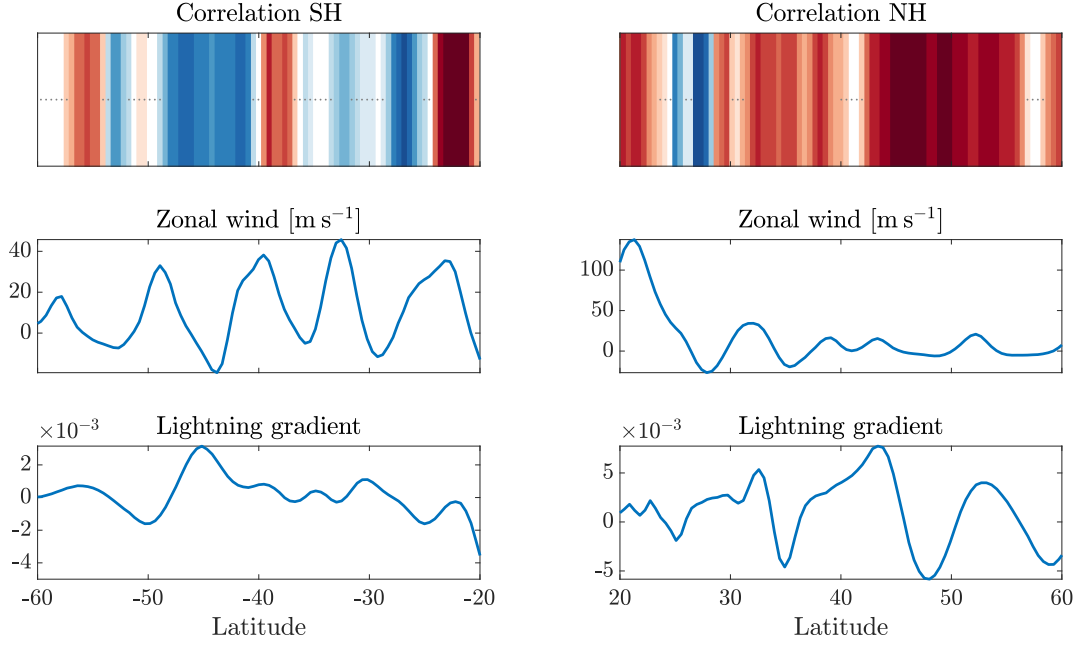 Correlation SH
Correlation NH
Zonal wind [m s⁻¹]
40
20
0
Zonal wind [m s⁻¹]
100
50
0
×10⁻³
Lightning gradient
2
0
-2
-4
-60 -50 -40 -30 -20
Latitude
×10⁻³
Lightning gradient
5
0
-5
20 30 40 50 60
Latitude